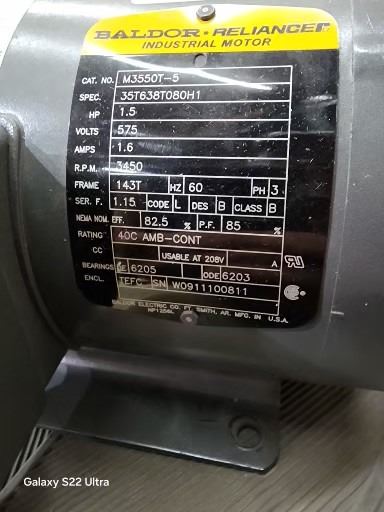 BALDOR · RELIANCER
INDUSTRIAL MOTOR
CAT. NO. M3550T-5
SPEC. 35T638T080H1
HP 1.5
VOLTS 575
AMPS 1.6
R.P.M. 3450
FRAME 143T HZ 60 PH 3
SER. F. 1.15 CODE L DES B CLASS B
NEMA NOM. EFF. 82.5 % P.F. 85 %
RATING 40C AMB-CONT
CC USABLE AT 208V A
BEARINGS DE 6205 ODE 6203
ENCL. TEFC SN W0911100811
BALDOR ELECTRIC CO. FT. SMITH, AR. MFG. IN U.S.A.
NP1256L
Galaxy S22 Ultra